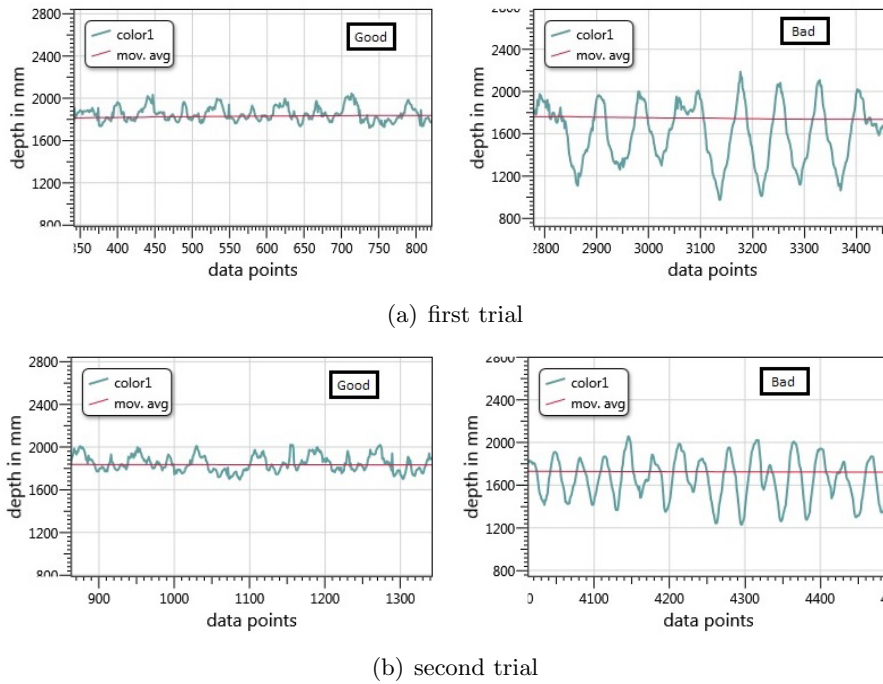 2800
2400
2000
1600
1200
800
depth in mm
color1
mov. avg
Good
350 400 450 500 550 600 650 700 750 800
data points
2800
2400
2000
1600
1200
800
depth in mm
color1
mov. avg
Bad
2800 2900 3000 3100 3200 3300 3400
data points
(a) first trial
2800
2400
2000
1600
1200
800
depth in mm
color1
mov. avg
Good
900 1000 1100 1200 1300
data points
2800
2400
2000
1600
1200
800
depth in mm
color1
mov. avg
Bad
0 4100 4200 4300 4400
data points
(b) second trial